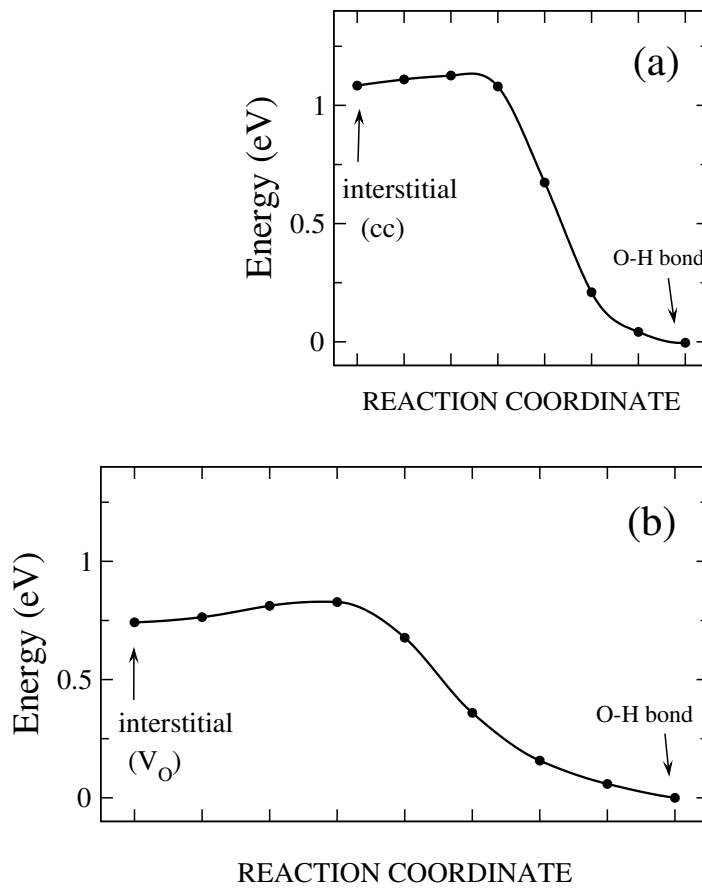 (a)
1
interstitial
(cc)
0.5
O-H bond
0
Energy (eV)
REACTION COORDINATE
(b)
1
0.5
interstitial
(V_O)
O-H bond
0
Energy (eV)
REACTION COORDINATE